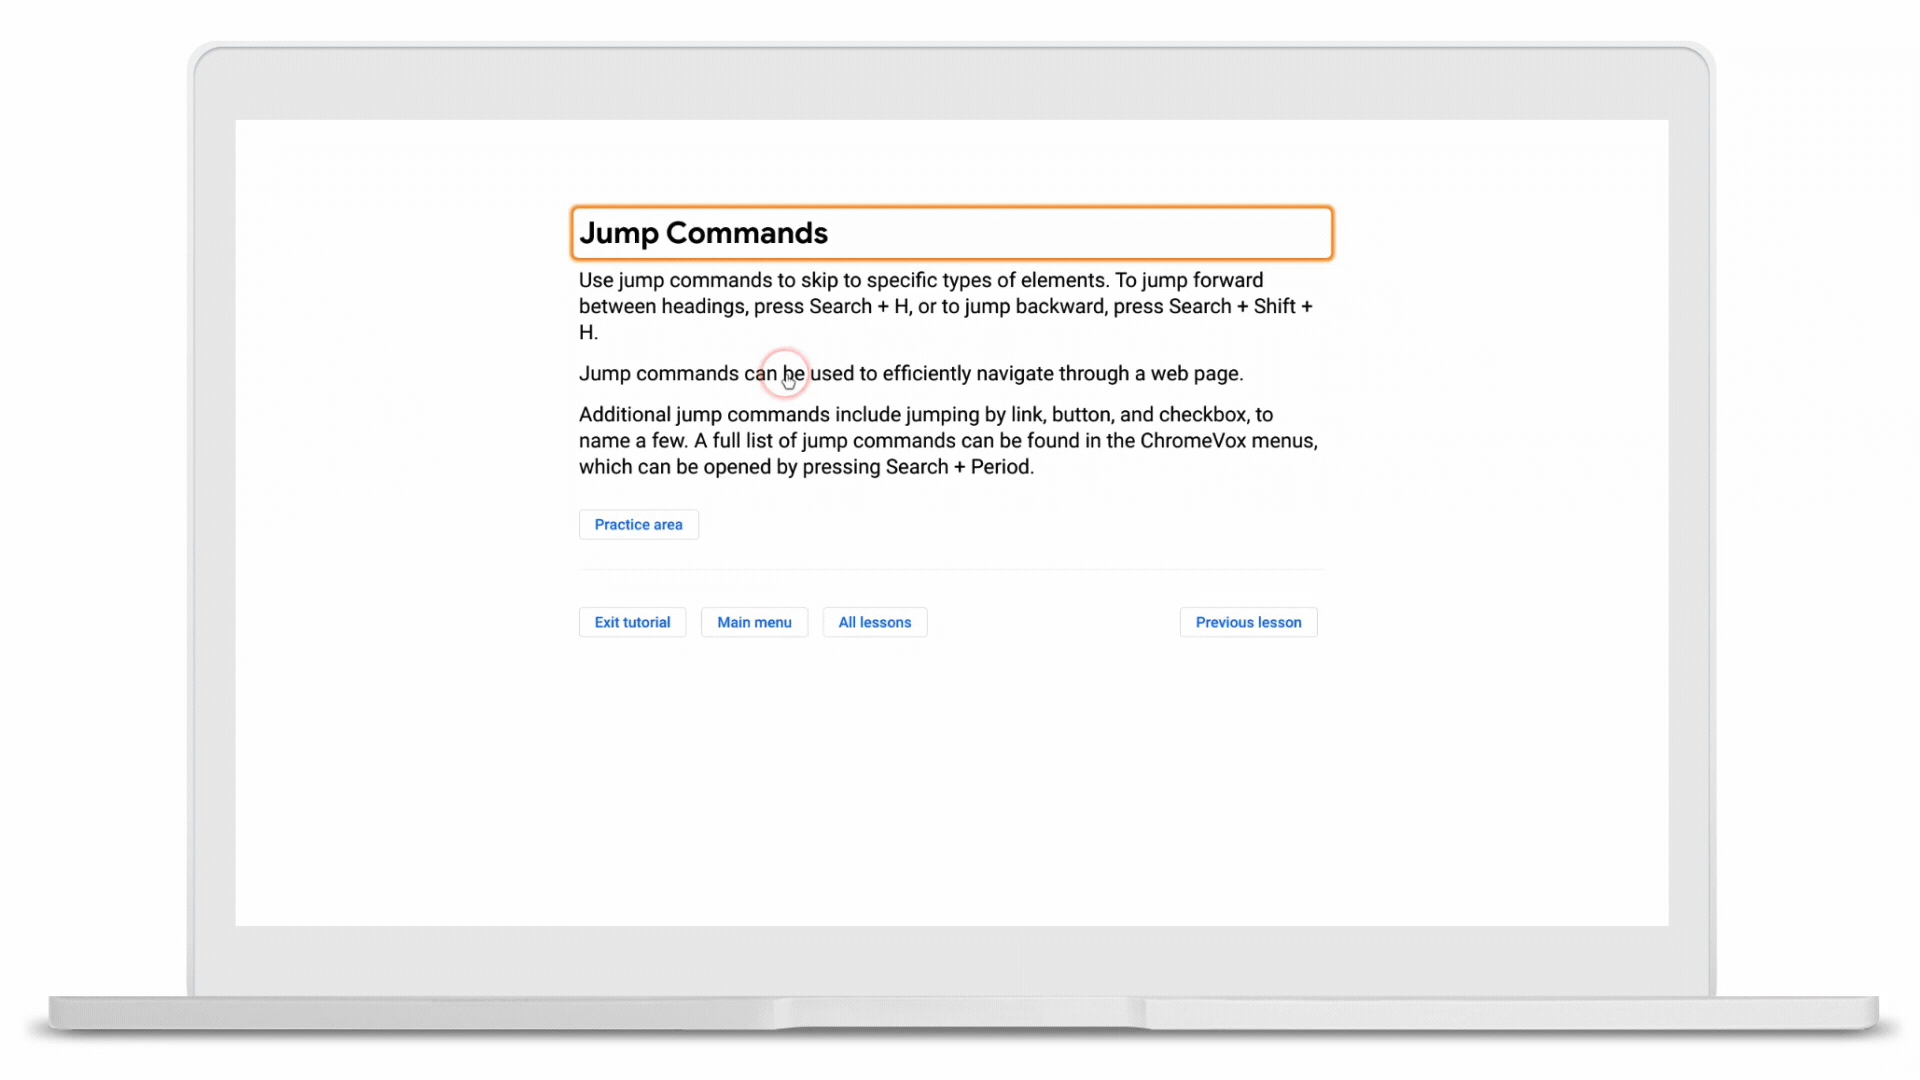 Jump Commands
Use jump commands to skip to specific types of elements. To jump forward
between headings, press Search + H, or to jump backward, press Search + Shift +
H.
Jump commands can be used to efficiently navigate through a web page.
Additional jump commands include jumping by link, button, and checkbox, to
name a few. A full list of jump commands can be found in the ChromeVox menus,
which can be opened by pressing Search + Period.
Practice area
Exit tutorial Main menu All lessons Previous lesson